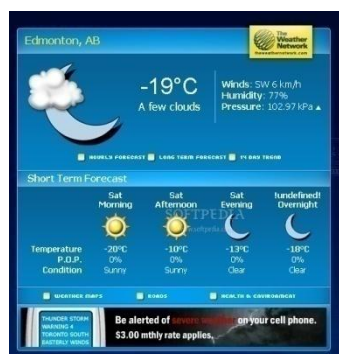 Edmonton, AB
The Weather Network
theweathernetwork.com
-19°C
A few clouds
Winds: SW 6 km/h
Humidity: 77%
Pressure: 102.97 kPa ▲
HOURLY FORECAST LONG TERM FORECAST 14 DAY TREND
Short Term Forecast
Sat Morning Sat Afternoon Sat Evening !undefined! Overnight
SOFTPEDIA
Temperature -20°C -10°C -13°C -18°C
P.O.P. 0% 0% 0% 0%
Condition Sunny Sunny Clear Clear
WEATHER MAPS ROADS HEALTH & ENVIRONMENT
THUNDER STORM
WARNING 4
TORONTO SOUTH
EASTERLY WINDS
Be alerted of severe weather on your cell phone.
$3.00 mthly rate applies.